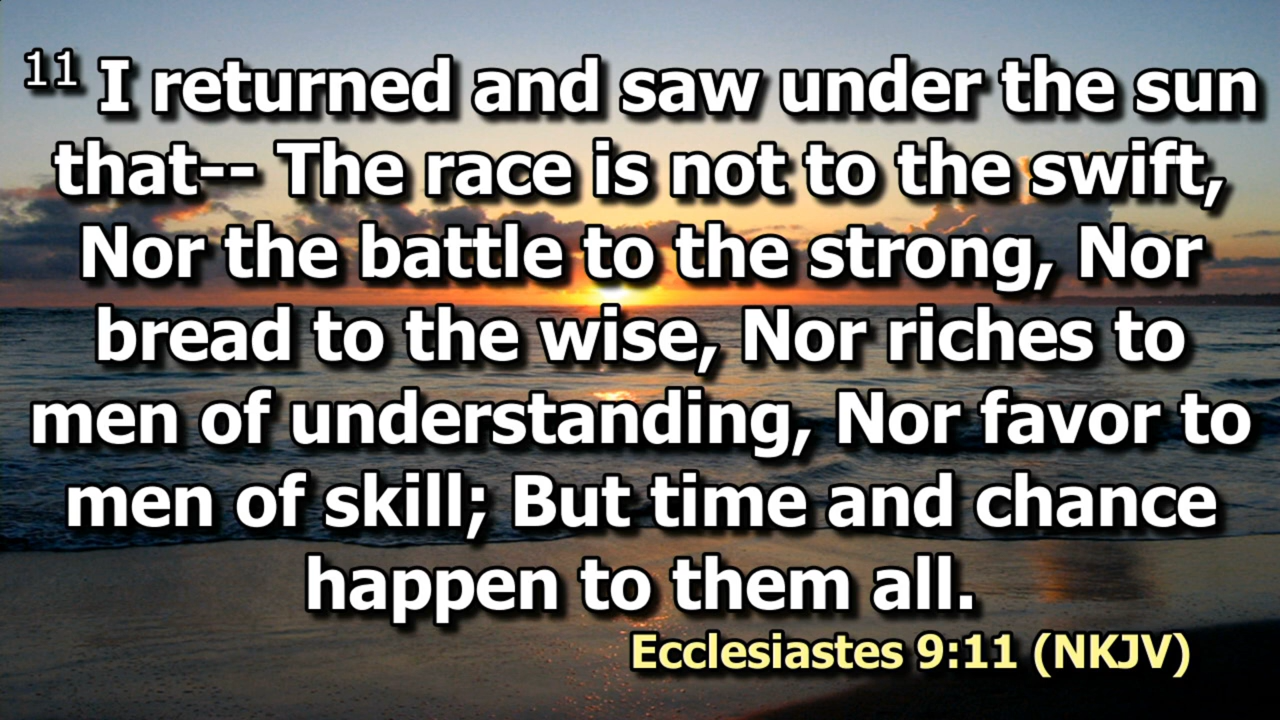 11 I returned and saw under the sun
that-- The race is not to the swift,
Nor the battle to the strong, Nor
bread to the wise, Nor riches to
men of understanding, Nor favor to
men of skill; But time and chance
happen to them all.
Ecclesiastes 9:11 (NKJV)